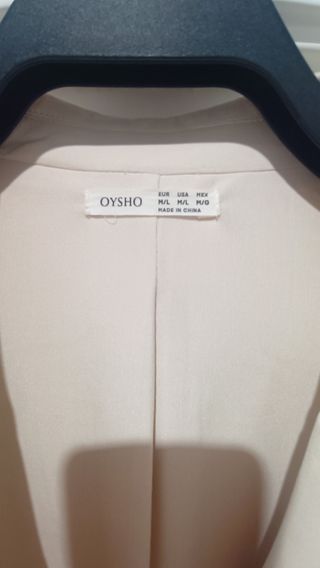 OYSHO
EUR USA MEX
M/L M/L M/G
MADE IN CHINA